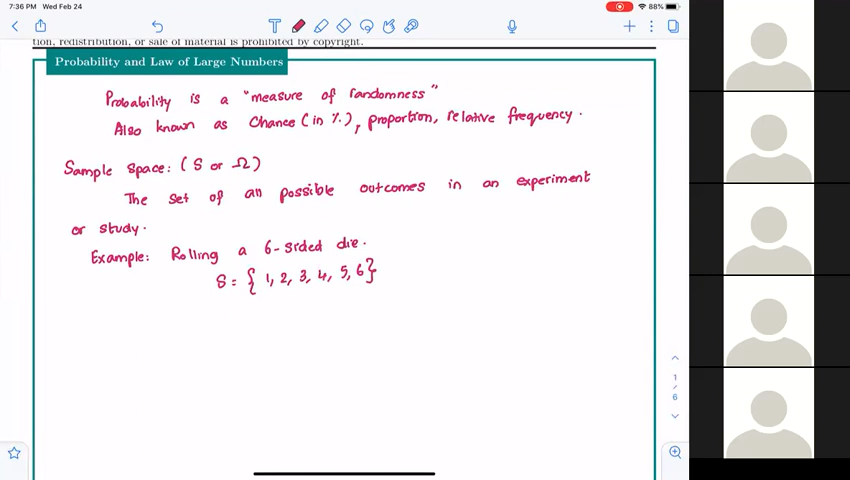 7:36 PM Wed Feb 24
88%
tion, redistribution, or sale of material is prohibited by copyright.
Probability and Law of Large Numbers
Probability is a "measure of randomness"
Also known as Chance (in %), proportion, relative frequency.
Sample space: (S or Ω)
The set of all possible outcomes in an experiment
or study.
Example: Rolling a 6-sided die.
S = { 1, 2, 3, 4, 5, 6 }
1
/
6